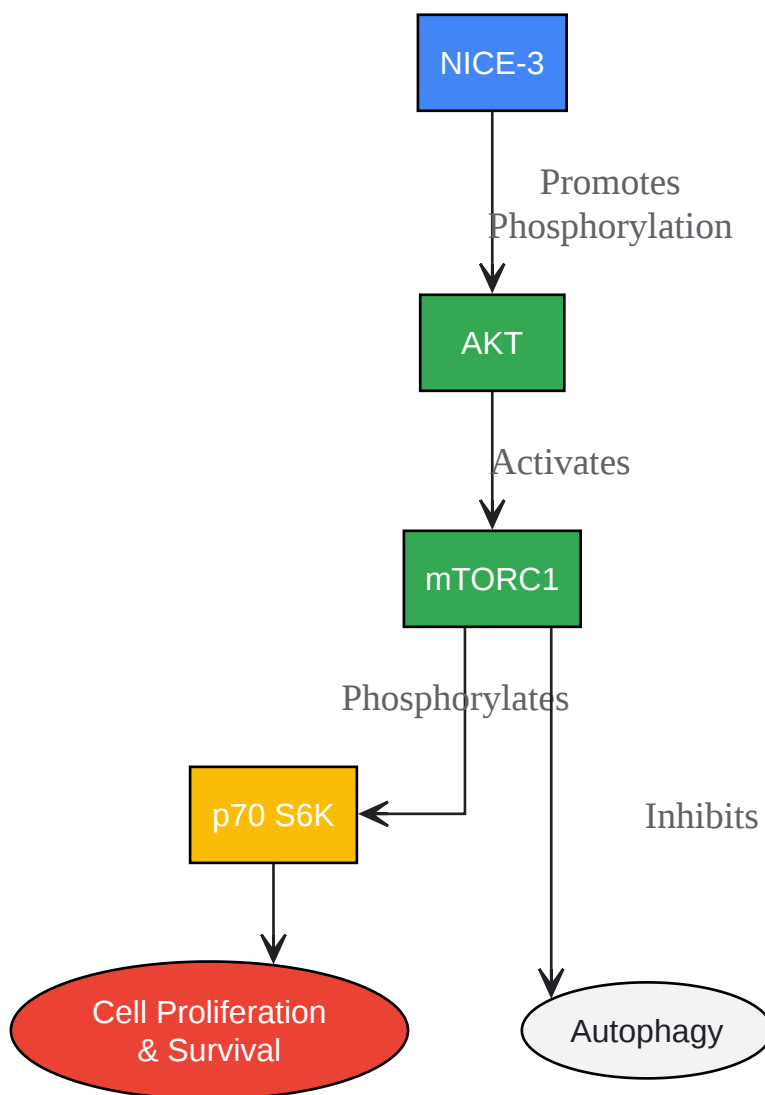 NICE-3
Promotes
Phosphorylation
AKT
Activates
mTORC1
Phosphorylates
p70 S6K
Inhibits
Cell Proliferation
& Survival
Autophagy